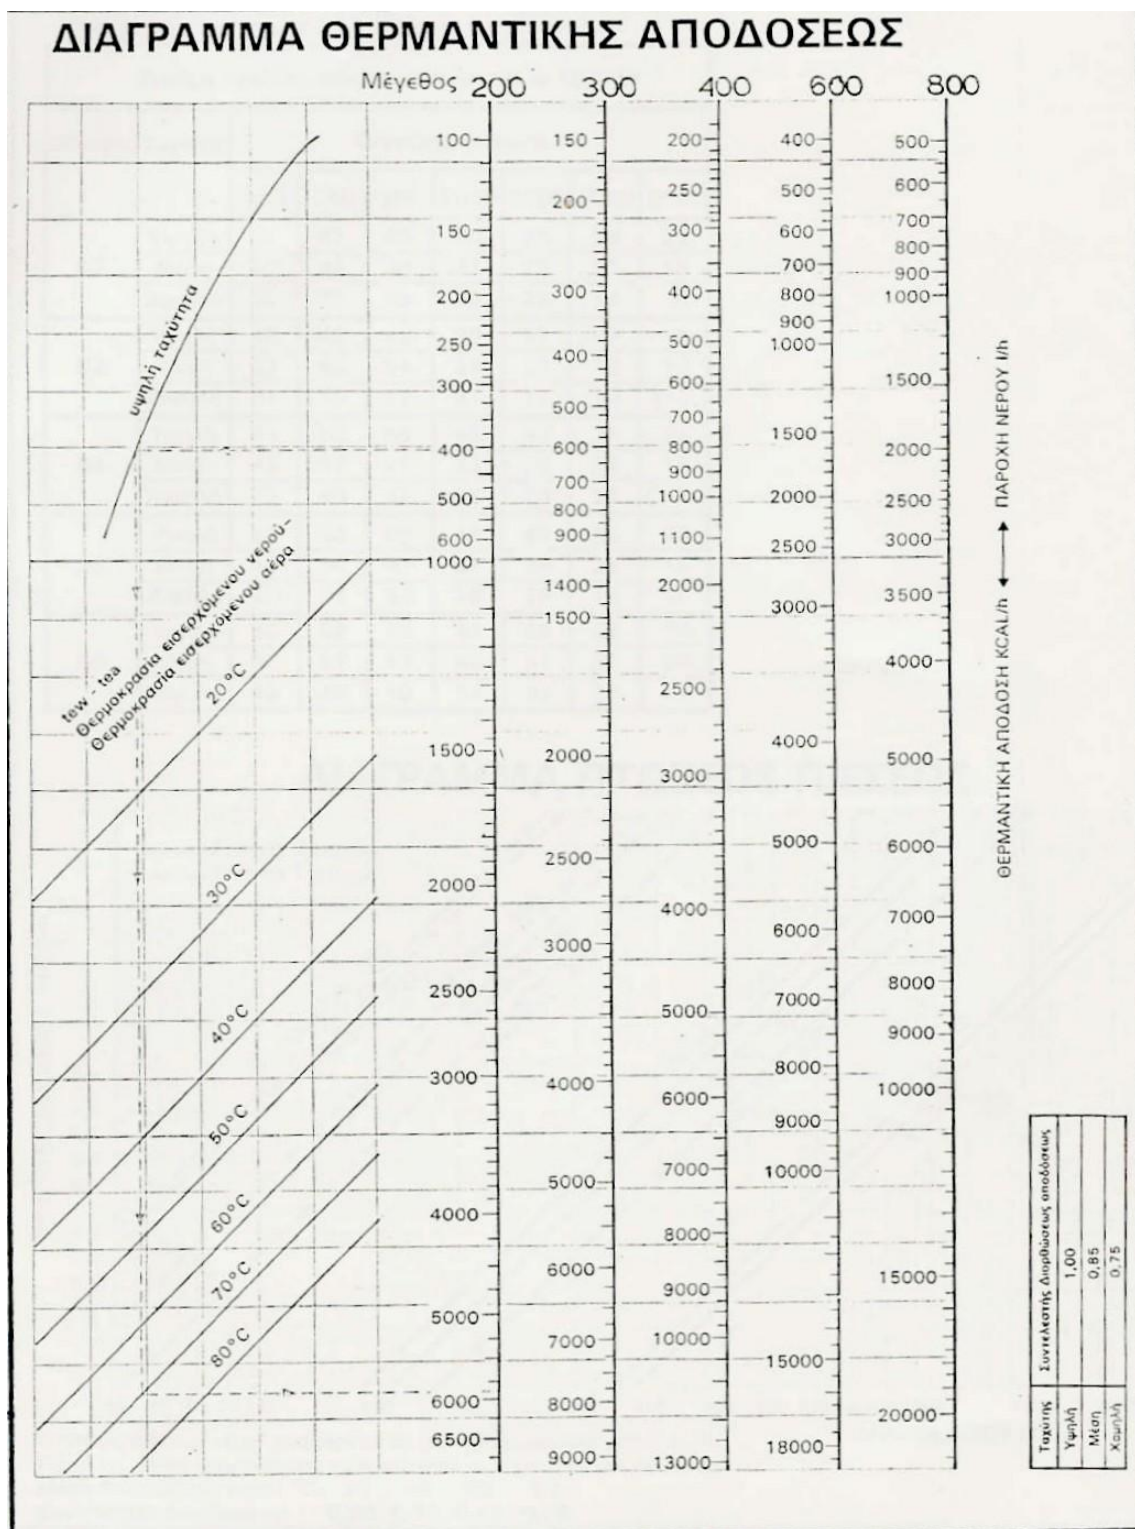 ΔΙΑΓΡΑΜΜΑ ΘΕΡΜΑΝΤΙΚΗΣ ΑΠΟΔΟΣΕΩΣ
Μέγεθος 200 300 400 600 800
100 150 200 400 500
200 250 500 600
150 300 600 700
700 800
200 300 400 800 900
900 1000
250 400 500 1000
300 500 600 1500
700 1500
400 600 800 2000
700 900
500 800 1000 2000 2500
600 900 1100 2500 3000
1000 1400 2000 3000 3500
1500
4000
2500
1500 2000 3000 4000 5000
2500 5000 6000
2000 3000 4000 6000 7000
2500 5000 7000 8000
9000
3000 4000 6000 8000 10000
9000
5000 7000 10000
4000 8000
6000 9000 15000
5000 7000 10000
15000
6000 8000 20000
6500 9000 13000 18000
υψηλή ταχύτητα
tew - tea
Θερμοκρασία εισερχόμενου νερού-
Θερμοκρασία εισερχόμενου αέρα
20°C
30°C
40°C
50°C
60°C
70°C
80°C
ΘΕΡΜΑΝΤΙΚΗ ΑΠΟΔΟΣΗ KCAL/h ←→ ΠΑΡΟΧΗ ΝΕΡΟΥ l/h
Ταχύτης Συντελεστής Διορθώσεως αποδόσεως
Υψηλή 1,00
Μέση 0,85
Χαμηλή 0,75